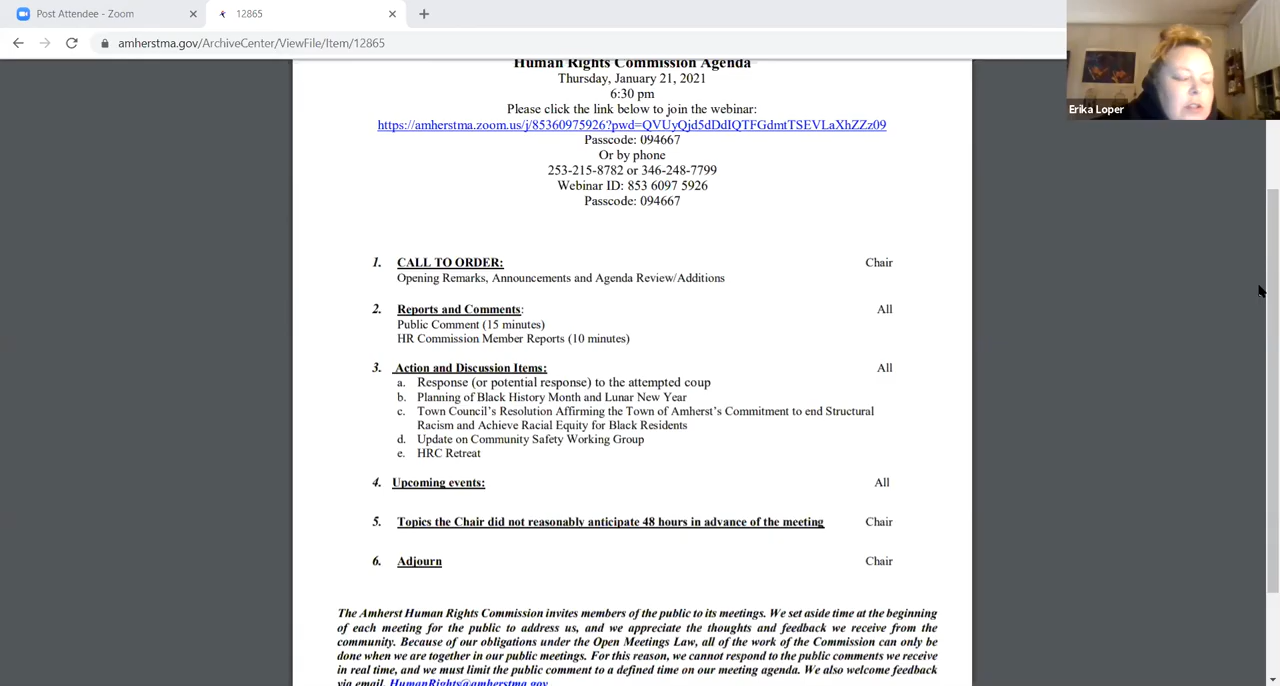 Post Attendee - Zoom
12865
amherstma.gov/ArchiveCenter/ViewFile/Item/12865
Erika Loper
Human Rights Commission Agenda
Thursday, January 21, 2021
6:30 pm
Please click the link below to join the webinar:
https://amherstma.zoom.us/j/85360975926?pwd=QVUyQjd5dDdIQTFGdmtTSEVLaXhZZz09
Passcode: 094667
Or by phone
253-215-8782 or 346-248-7799
Webinar ID: 853 6097 5926
Passcode: 094667
1. CALL TO ORDER: Chair
Opening Remarks, Announcements and Agenda Review/Additions
2. Reports and Comments: All
Public Comment (15 minutes)
HR Commission Member Reports (10 minutes)
3. Action and Discussion Items: All
a. Response (or potential response) to the attempted coup
b. Planning of Black History Month and Lunar New Year
c. Town Council's Resolution Affirming the Town of Amherst's Commitment to end Structural
Racism and Achieve Racial Equity for Black Residents
d. Update on Community Safety Working Group
e. HRC Retreat
4. Upcoming events: All
5. Topics the Chair did not reasonably anticipate 48 hours in advance of the meeting Chair
6. Adjourn Chair
The Amherst Human Rights Commission invites members of the public to its meetings. We set aside time at the beginning
of each meeting for the public to address us, and we appreciate the thoughts and feedback we receive from the
community. Because of our obligations under the Open Meetings Law, all of the work of the Commission can only be
done when we are together in our public meetings. For this reason, we cannot respond to the public comments we receive
in real time, and we must limit the public comment to a defined time on our meeting agenda. We also welcome feedback
via email. HumanRights@amherstma.gov